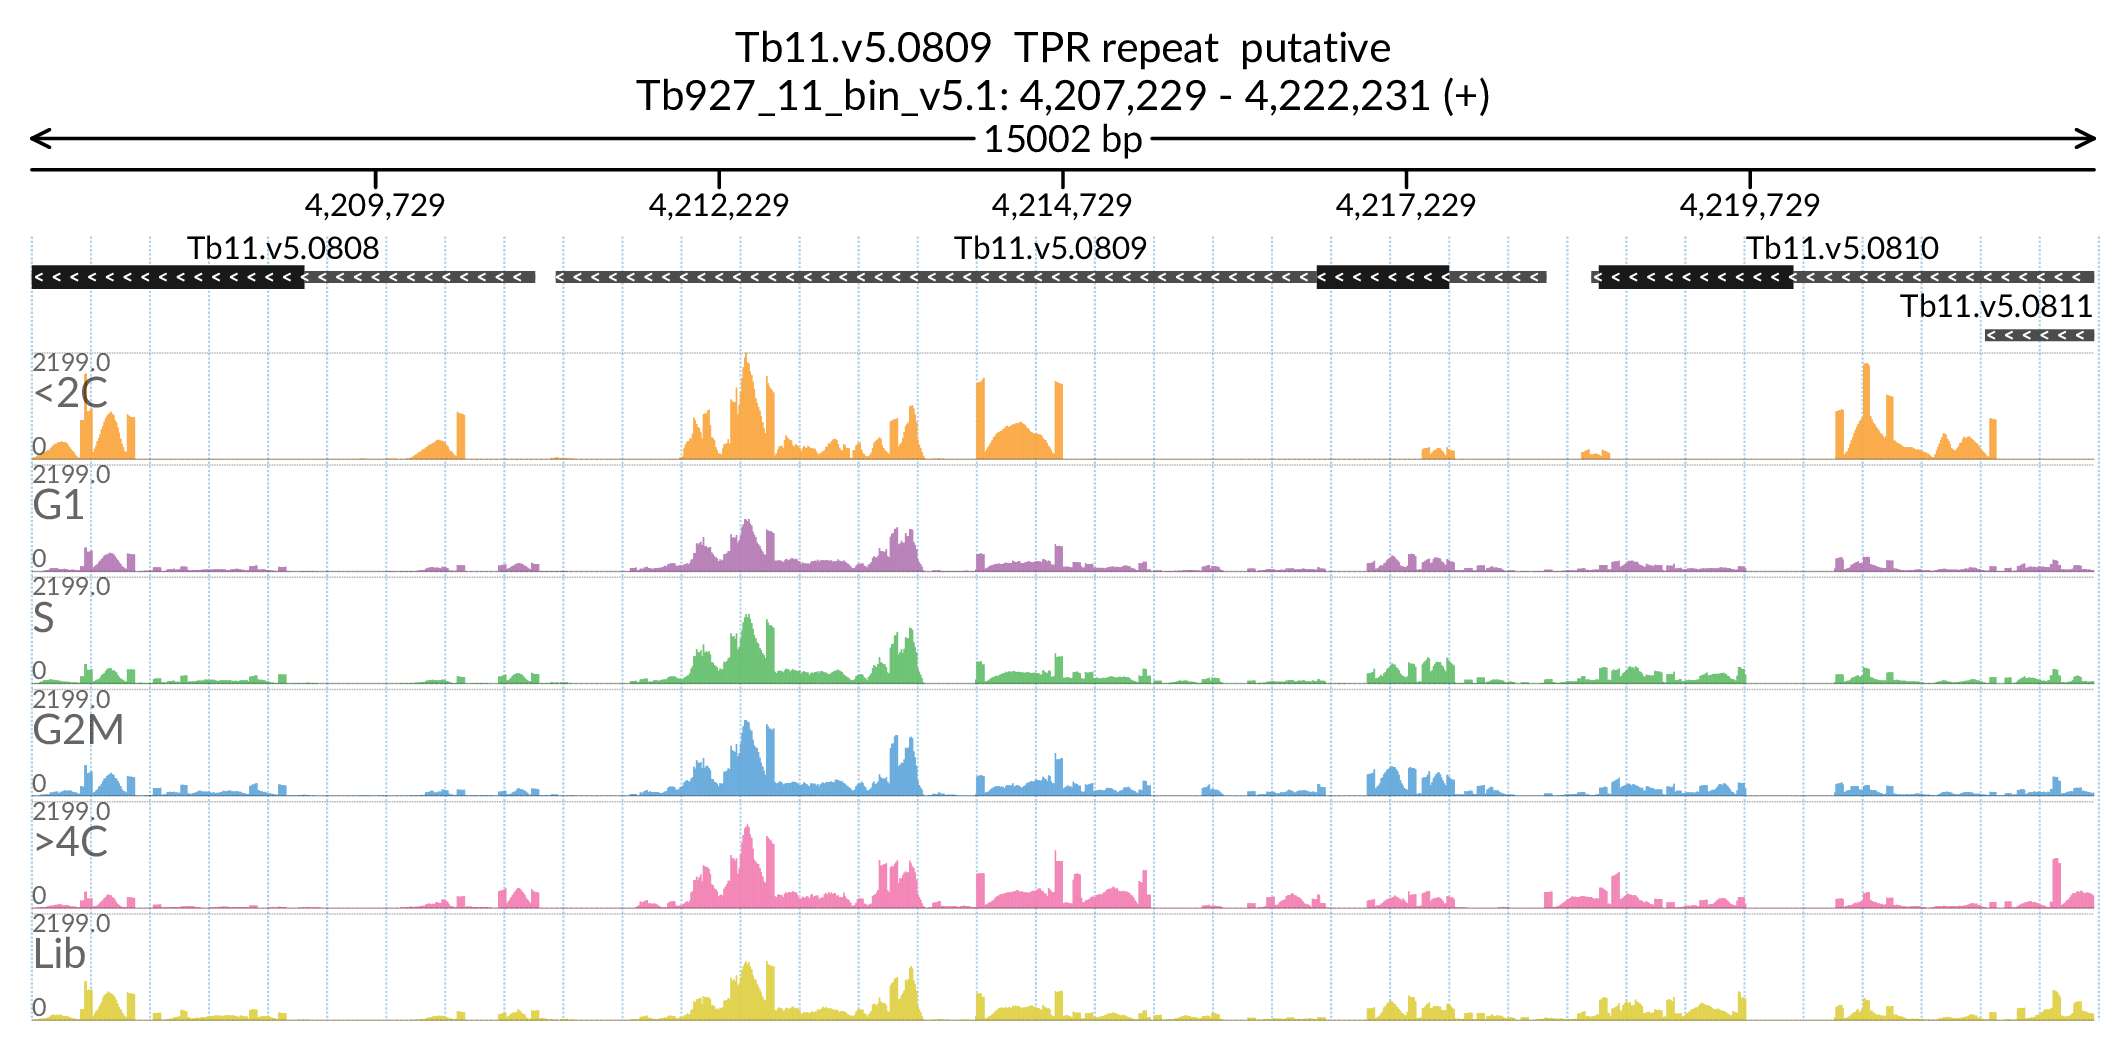 Tb11.v5.0809  TPR repeat  putative
Tb927_11_bin_v5.1: 4,207,229 - 4,222,231 (+)
15002 bp
4,209,729 4,212,229 4,214,729 4,217,229 4,219,729
Tb11.v5.0808 Tb11.v5.0809 Tb11.v5.0810
Tb11.v5.0811
2199.0
<2C
0
2199.0
G1
0
2199.0
S
0
2199.0
G2M
0
2199.0
>4C
0
2199.0
Lib
0